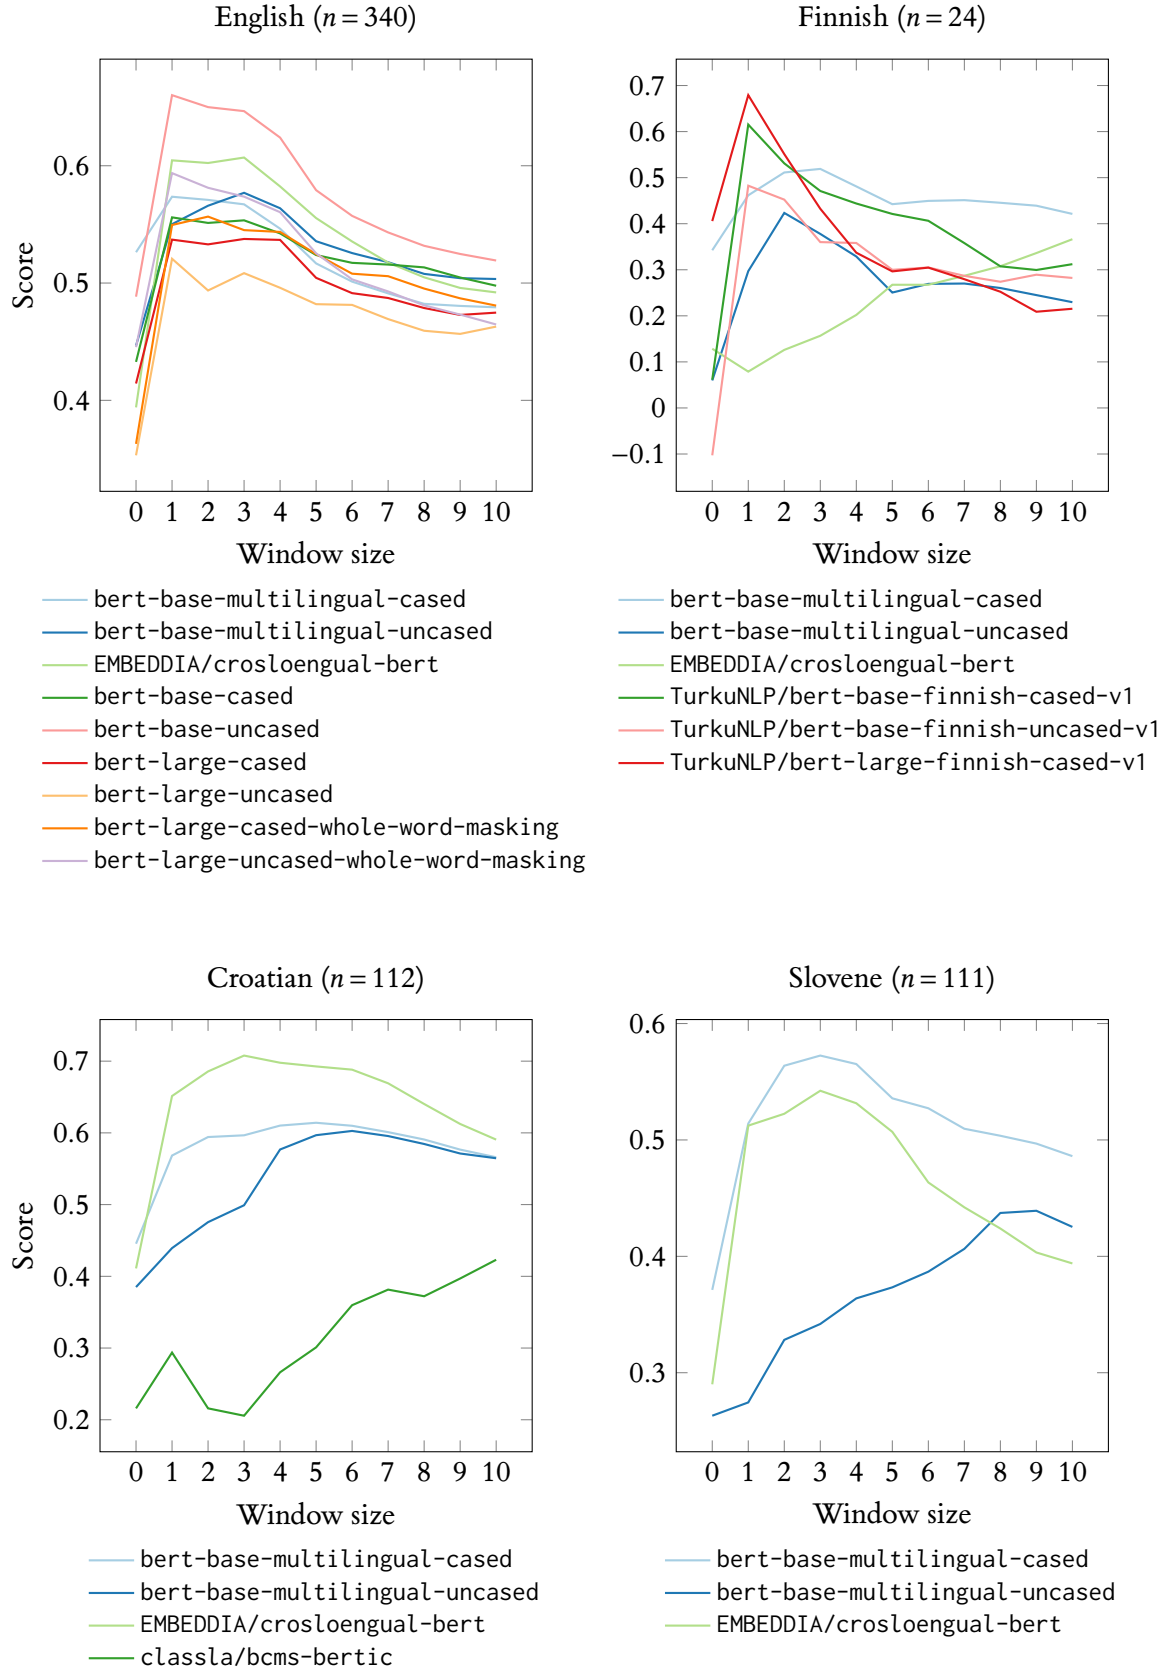 English (n = 340)
0.6
0.5
0.4
Score
0 1 2 3 4 5 6 7 8 9 10
Window size
bert-base-multilingual-cased
bert-base-multilingual-uncased
EMBEDDIA/crosloengual-bert
bert-base-cased
bert-base-uncased
bert-large-cased
bert-large-uncased
bert-large-cased-whole-word-masking
bert-large-uncased-whole-word-masking
Finnish (n = 24)
0.7
0.6
0.5
0.4
0.3
0.2
0.1
0
−0.1
0 1 2 3 4 5 6 7 8 9 10
Window size
bert-base-multilingual-cased
bert-base-multilingual-uncased
EMBEDDIA/crosloengual-bert
TurkuNLP/bert-base-finnish-cased-v1
TurkuNLP/bert-base-finnish-uncased-v1
TurkuNLP/bert-large-finnish-cased-v1
Croatian (n = 112)
0.7
0.6
0.5
0.4
0.3
0.2
Score
0 1 2 3 4 5 6 7 8 9 10
Window size
bert-base-multilingual-cased
bert-base-multilingual-uncased
EMBEDDIA/crosloengual-bert
classla/bcms-bertic
Slovene (n = 111)
0.6
0.5
0.4
0.3
0 1 2 3 4 5 6 7 8 9 10
Window size
bert-base-multilingual-cased
bert-base-multilingual-uncased
EMBEDDIA/crosloengual-bert